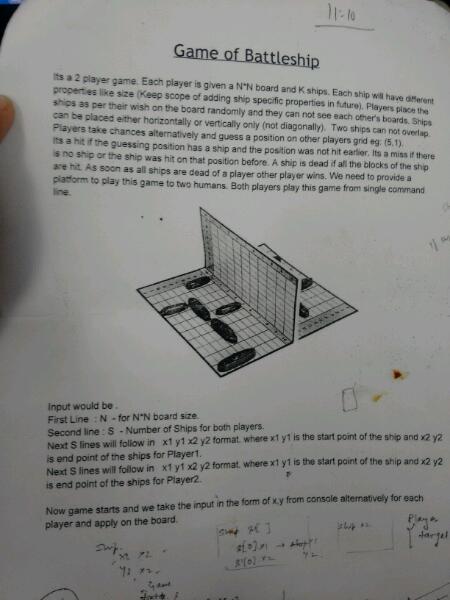 11:10
Game of Battleship
Its a 2 player game. Each player is given a N*N board and K ships. Each ship will have different
properties like size (Keep scope of adding ship specific properties in future). Players place the
ships as per their wish on the board randomly and they can not see each other's boards. Ships
can be placed either horizontally or vertically only (not diagonally). Two ships can not overlap.
Players take chances alternatively and guess a position on other players grid eg: (5,1).
Its a hit if the guessing position has a ship and the position was not hit earlier. Its a miss if there
is no ship or the ship was hit on that position before. A ship is dead if all the blocks of the ship
are hit. As soon as all ships are dead of a player other player wins. We need to provide a
platform to play this game to two humans. Both players play this game from single command
line.
Input would be .
First Line : N - for N*N board size.
Second line : S - Number of Ships for both players.
Next S lines will follow in x1 y1 x2 y2 format. where x1 y1 is the start point of the ship and x2 y2
is end point of the ships for Player1.
Next S lines will follow in x1 y1 x2 y2 format. where x1 y1 is the start point of the ship and x2 y2
is end point of the ships for Player2.
Now game starts and we take the input in the form of x,y from console alternatively for each
player and apply on the board.
Player
target
Ship
Game